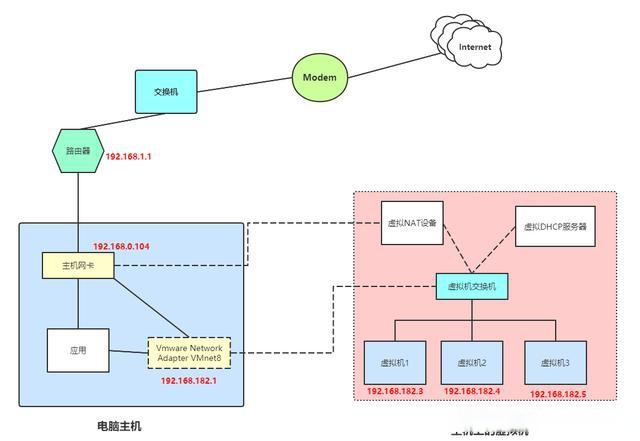 Internet
Modem
交换机
路由器
192.168.1.1
192.168.0.104
主机网卡
应用
Vmware Network
Adapter VMnet8
192.168.182.1
电脑主机
虚拟NAT设备
虚拟DHCP服务器
虚拟机交换机
虚拟机1
虚拟机2
虚拟机3
192.168.182.3
192.168.182.4
192.168.182.5